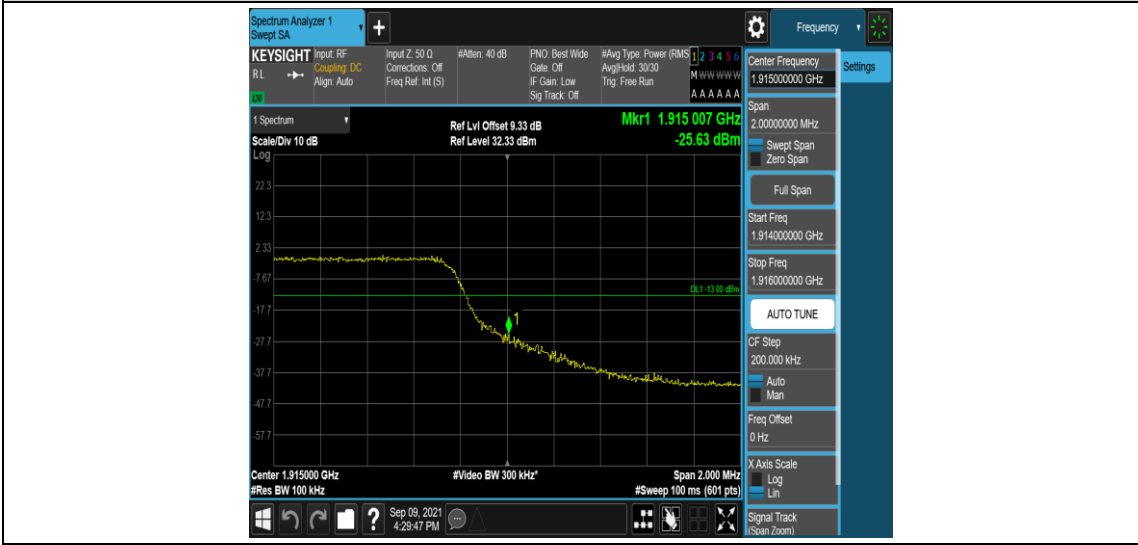 Spectrum Analyzer 1
Swept SA
+
Frequency
KEYSIGHT
RL
LM
Input: RF
Coupling: DC
Align: Auto
Input Z: 50 Ω
Corrections: Off
Freq Ref: Int (S)
#Atten: 40 dB
PNO: Best Wide
Gate: Off
IF Gain: Low
Sig Track: Off
#Avg Type: Power (RMS
Avg|Hold: 30/30
Trig: Free Run
1 2 3 4 5 6
M W W W W W
A A A A A A
Center Frequency
1.915000000 GHz
Settings
1 Spectrum
Scale/Div 10 dB
Log
Ref Lvl Offset 9.33 dB
Ref Level 32.33 dBm
Mkr1 1.915 007 GHz
-25.63 dBm
Span
2.00000000 MHz
Swept Span
Zero Span
Full Span
Start Freq
1.914000000 GHz
Stop Freq
1.916000000 GHz
AUTO TUNE
CF Step
200.000 kHz
Auto
Man
Freq Offset
0 Hz
X Axis Scale
Log
Lin
Signal Track
(Span Zoom)
22.3
12.3
2.33
-7.67
-17.7
-27.7
-37.7
-47.7
-57.7
DL1 -13.00 dBm
1
Center 1.915000 GHz
#Res BW 100 kHz
#Video BW 300 kHz*
Span 2.000 MHz
#Sweep 100 ms (601 pts)
?
Sep 09, 2021
4:29:47 PM